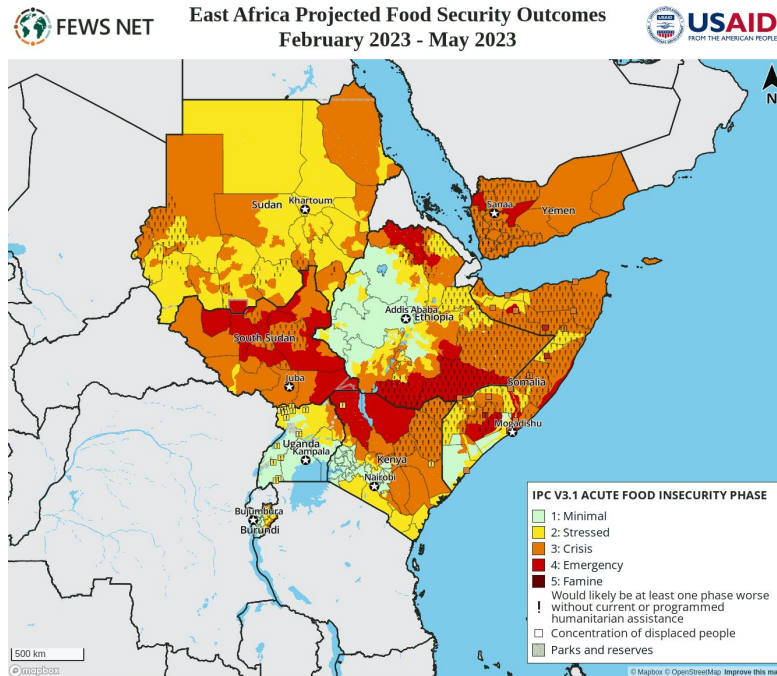 FEWS NET
East Africa Projected Food Security Outcomes
February 2023 - May 2023
USAID
FROM THE AMERICAN PEOPLE
N
Sudan
Khartoum
Sanaa
Yemen
Addis Ababa
Ethiopia
South Sudan
Juba
Somalia
Mogadishu
Uganda
Kampala
Kenya
Nairobi
Bujumbura
Burundi
IPC V3.1 ACUTE FOOD INSECURITY PHASE
1: Minimal
2: Stressed
3: Crisis
4: Emergency
5: Famine
! Would likely be at least one phase worse
without current or programmed
humanitarian assistance
Concentration of displaced people
Parks and reserves
500 km
mapbox
© Mapbox © OpenStreetMap Improve this ma